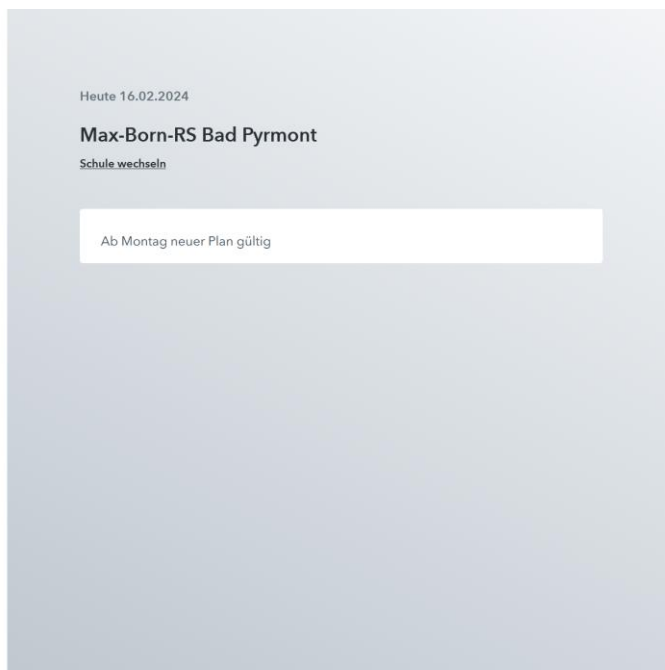 Heute 16.02.2024
Max-Born-RS Bad Pyrmont
Schule wechseln
Ab Montag neuer Plan gültig